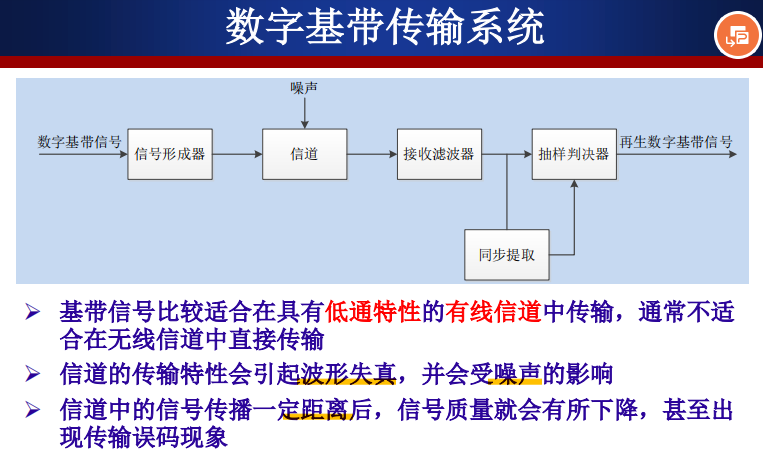 数字基带传输系统
噪声
数字基带信号
信号形成器
信道
接收滤波器
抽样判决器
再生数字基带信号
同步提取
基带信号比较适合在具有低通特性的有线信道中传输，通常不适
合在无线信道中直接传输
信道的传输特性会引起波形失真，并会受噪声的影响
信道中的信号传播一定距离后，信号质量就会有所下降，甚至出
现传输误码现象